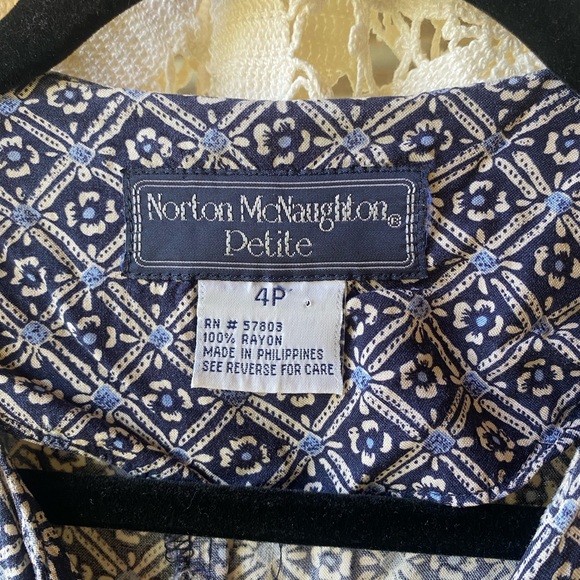 Norton McNaughton®
Petite
4P
RN # 57803
100% RAYON
MADE IN PHILIPPINES
SEE REVERSE FOR CARE